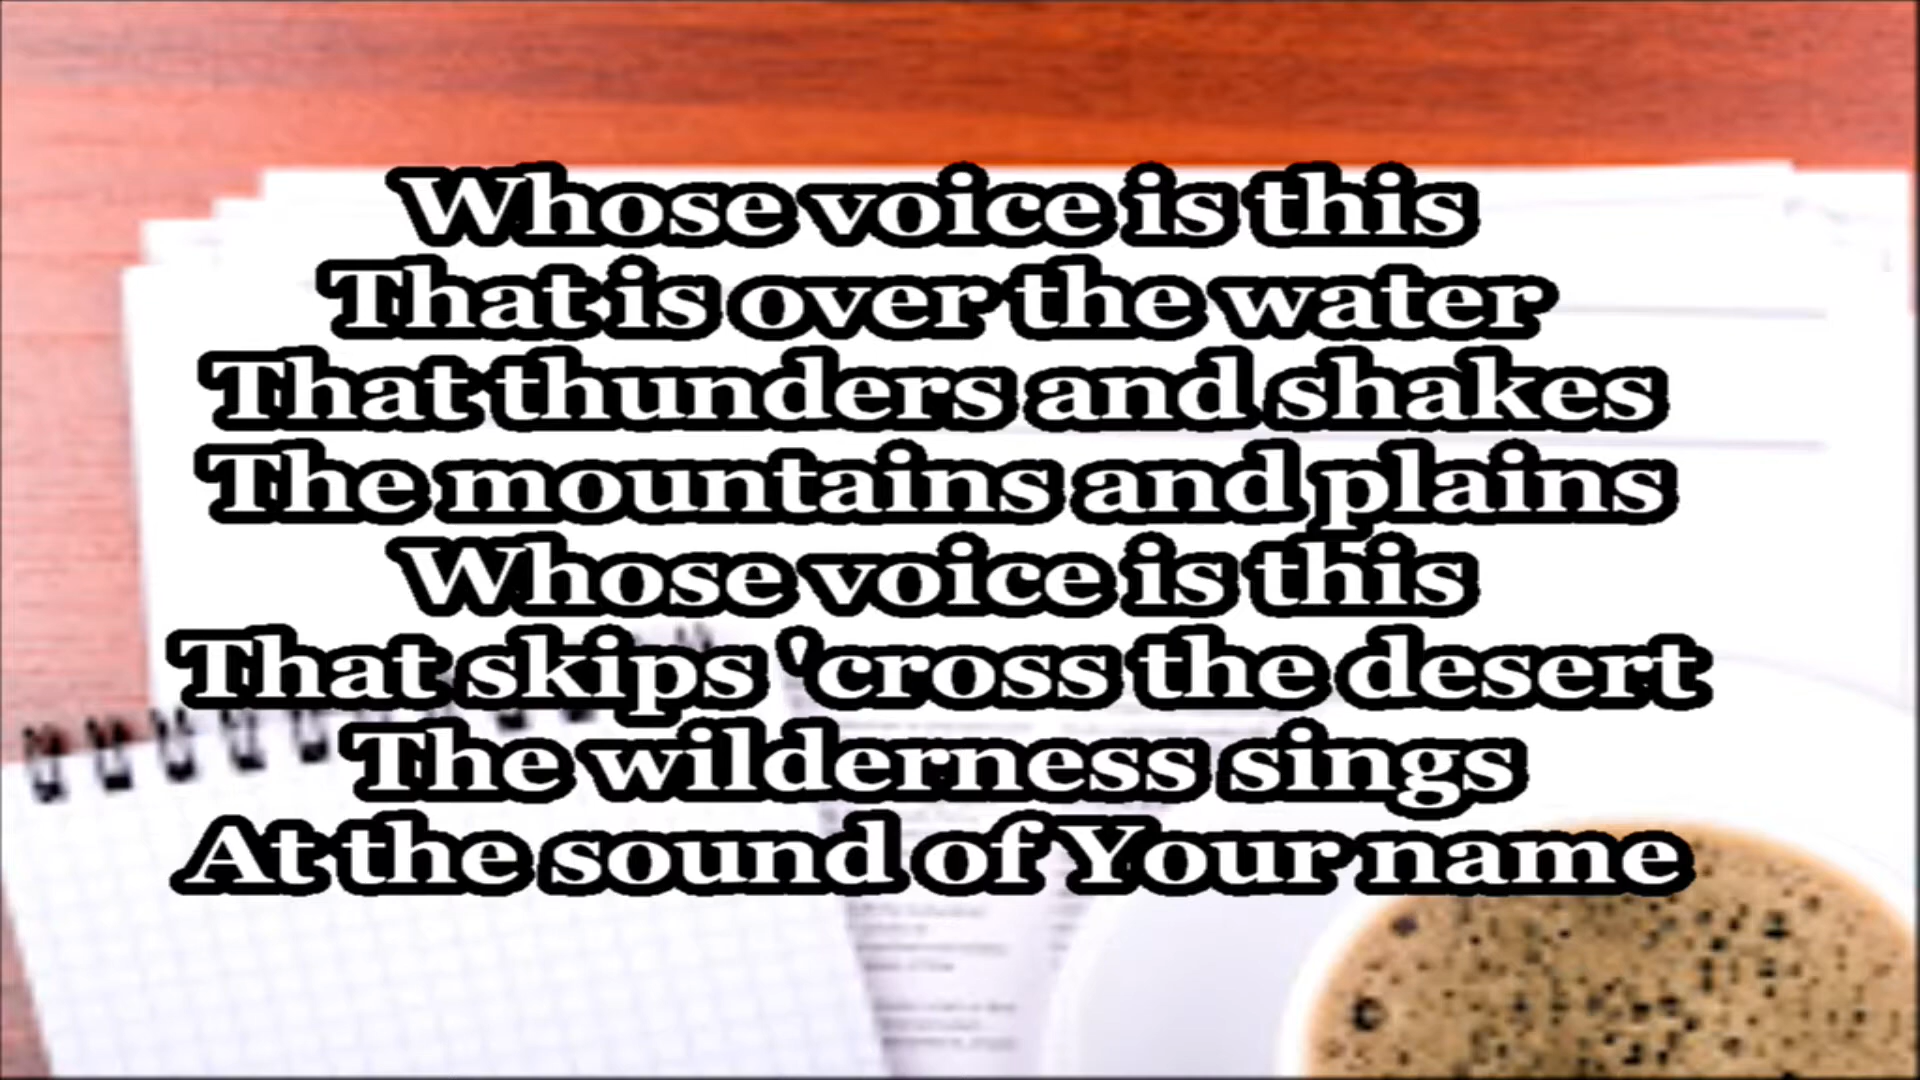 Whose voice is this
That is over the water
That thunders and shakes
The mountains and plains
Whose voice is this
That skips 'cross the desert
The wilderness sings
At the sound of Your name